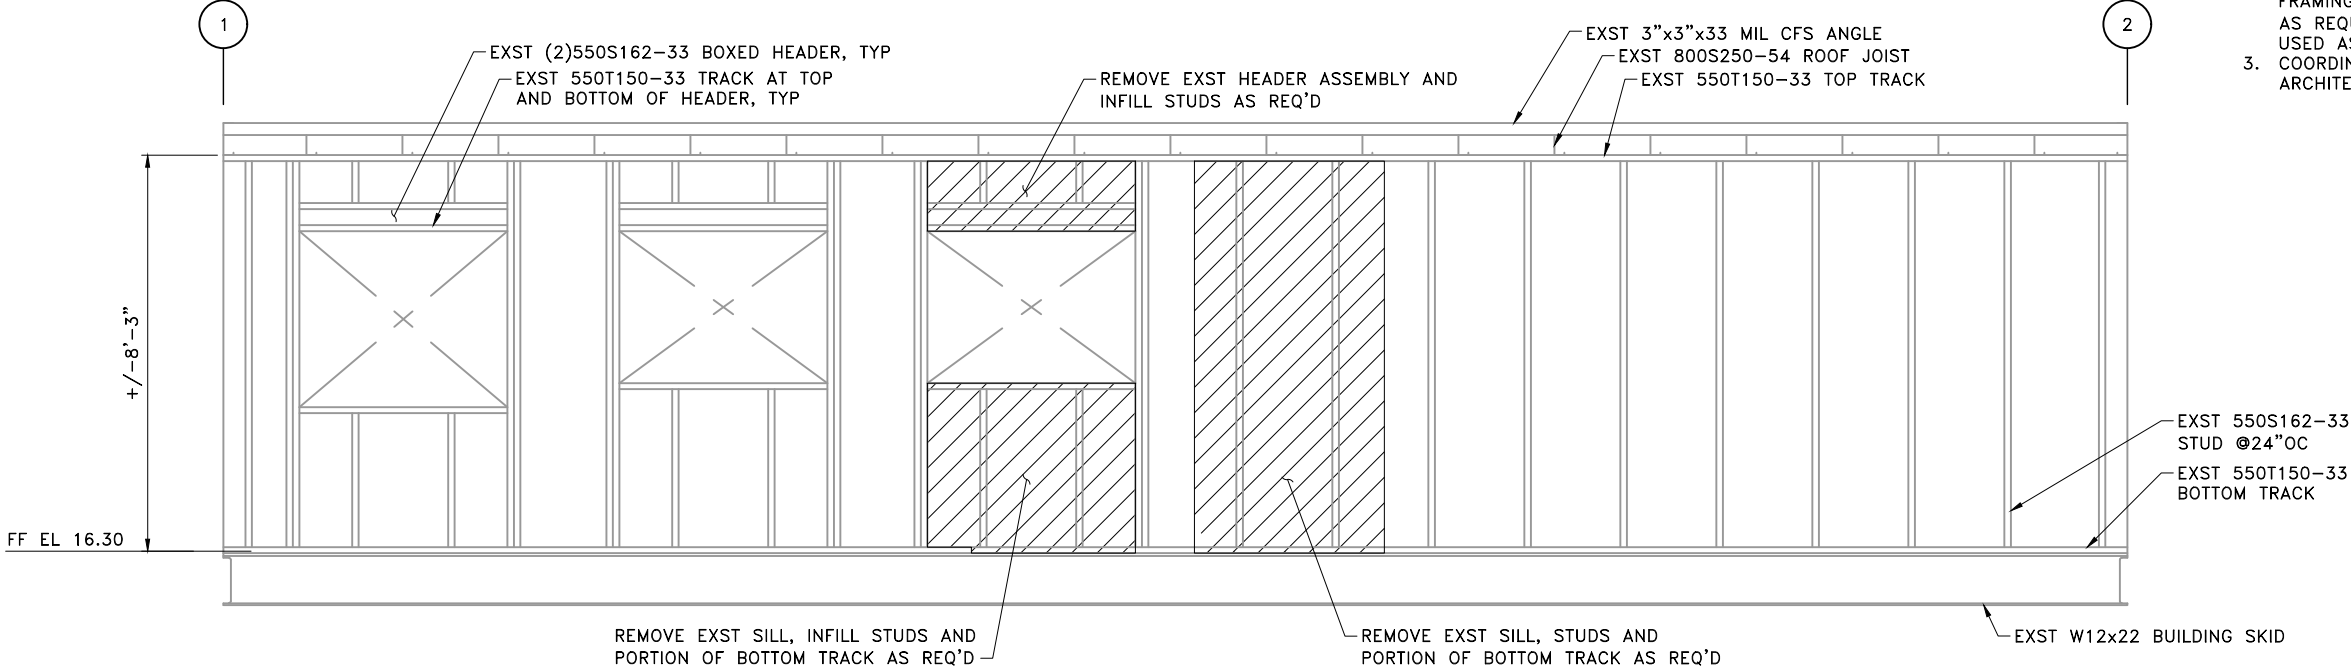 1
2
EXST (2)550S162-33 BOXED HEADER, TYP
EXST 550T150-33 TRACK AT TOP
AND BOTTOM OF HEADER, TYP
REMOVE EXST HEADER ASSEMBLY AND
INFILL STUDS AS REQ'D
EXST 3"x3"x33 MIL CFS ANGLE
EXST 800S250-54 ROOF JOIST
EXST 550T150-33 TOP TRACK
FRAMING
AS REQ
USED AS
3. COORDIN
ARCHITE
+/-8'-3"
FF EL 16.30
EXST 550S162-33
STUD @24"OC
EXST 550T150-33
BOTTOM TRACK
REMOVE EXST SILL, INFILL STUDS AND
PORTION OF BOTTOM TRACK AS REQ'D
REMOVE EXST SILL, STUDS AND
PORTION OF BOTTOM TRACK AS REQ'D
EXST W12x22 BUILDING SKID